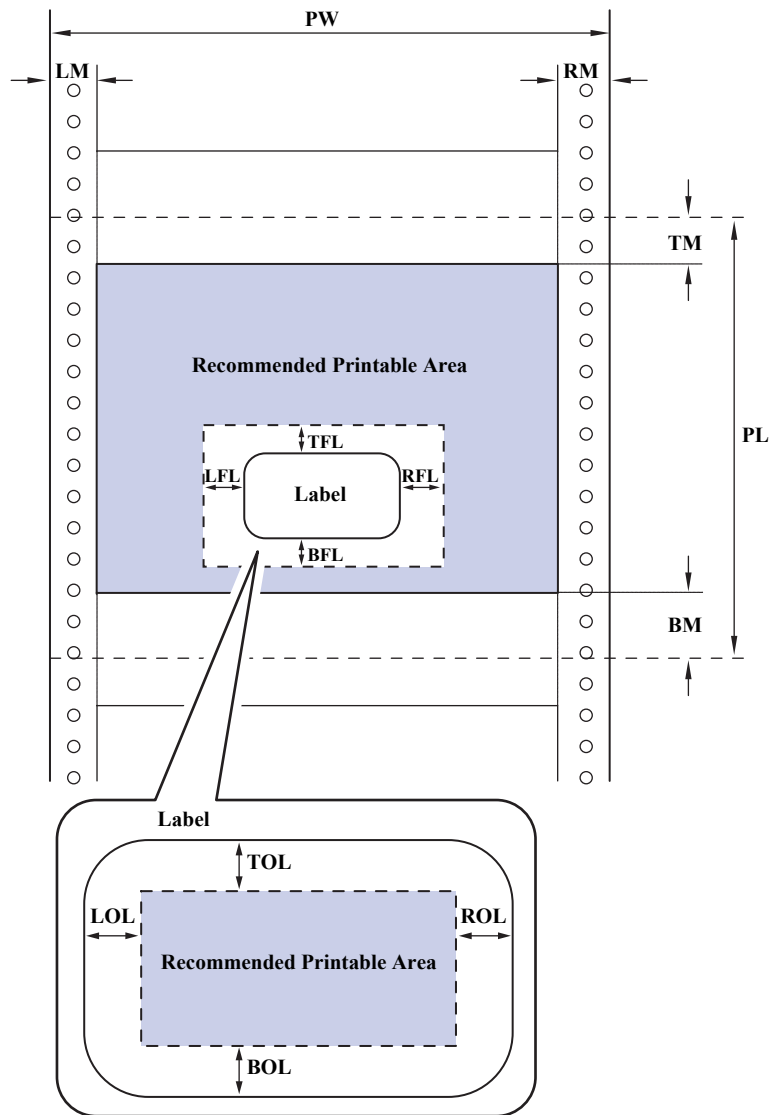 PW
LM
RM
TM
Recommended Printable Area
PL
TFL
LFL
RFL
Label
BFL
BM
Label
TOL
LOL
ROL
Recommended Printable Area
BOL